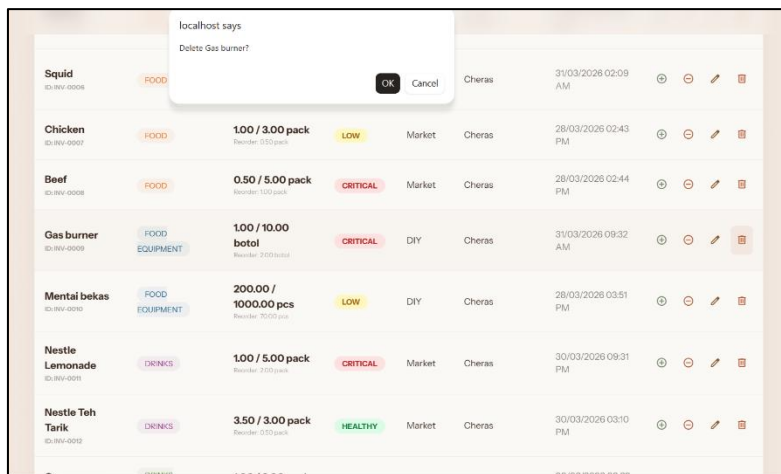 localhost says
Delete Gas burner?
OK Cancel
Squid
ID: INV-0006
FOOD
Cheras
31/03/2026 02:09
AM
Chicken
ID: INV-0007
FOOD
1.00 / 3.00 pack
Reorder: 0.50 pack
LOW
Market
Cheras
28/03/2026 02:43
PM
Beef
ID: INV-0008
FOOD
0.50 / 5.00 pack
Reorder: 1.00 pack
CRITICAL
Market
Cheras
28/03/2026 02:44
PM
Gas burner
ID: INV-0009
FOOD
EQUIPMENT
1.00 / 10.00
botol
Reorder: 2.00 botol
CRITICAL
DIY
Cheras
31/03/2026 09:32
AM
Mentai bekas
ID: INV-0010
FOOD
EQUIPMENT
200.00 /
1000.00 pcs
Reorder: 70.00 pcs
LOW
DIY
Cheras
28/03/2026 03:51
PM
Nestle
Lemonade
ID: INV-0011
DRINKS
1.00 / 5.00 pack
Reorder: 2.00 pack
CRITICAL
Market
Cheras
30/03/2026 09:31
PM
Nestle Teh
Tarik
ID: INV-0012
DRINKS
3.50 / 3.00 pack
Reorder: 0.50 pack
HEALTHY
Market
Cheras
30/03/2026 03:10
PM